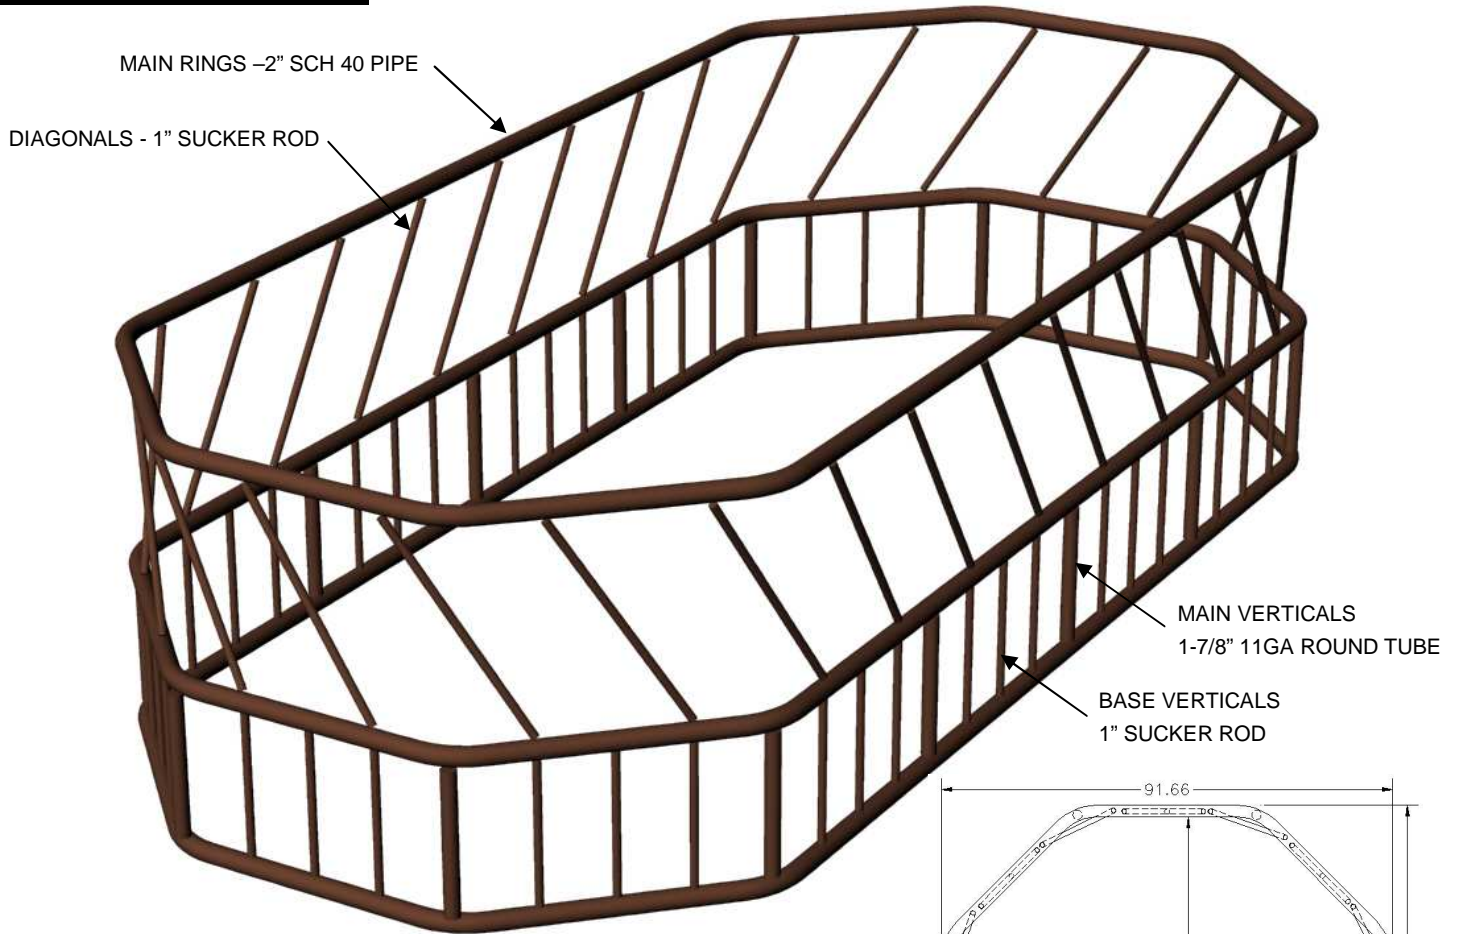 MAIN RINGS –2” SCH 40 PIPE
DIAGONALS - 1” SUCKER ROD
MAIN VERTICALS
1-7/8” 11GA ROUND TUBE
BASE VERTICALS
1” SUCKER ROD
91.66